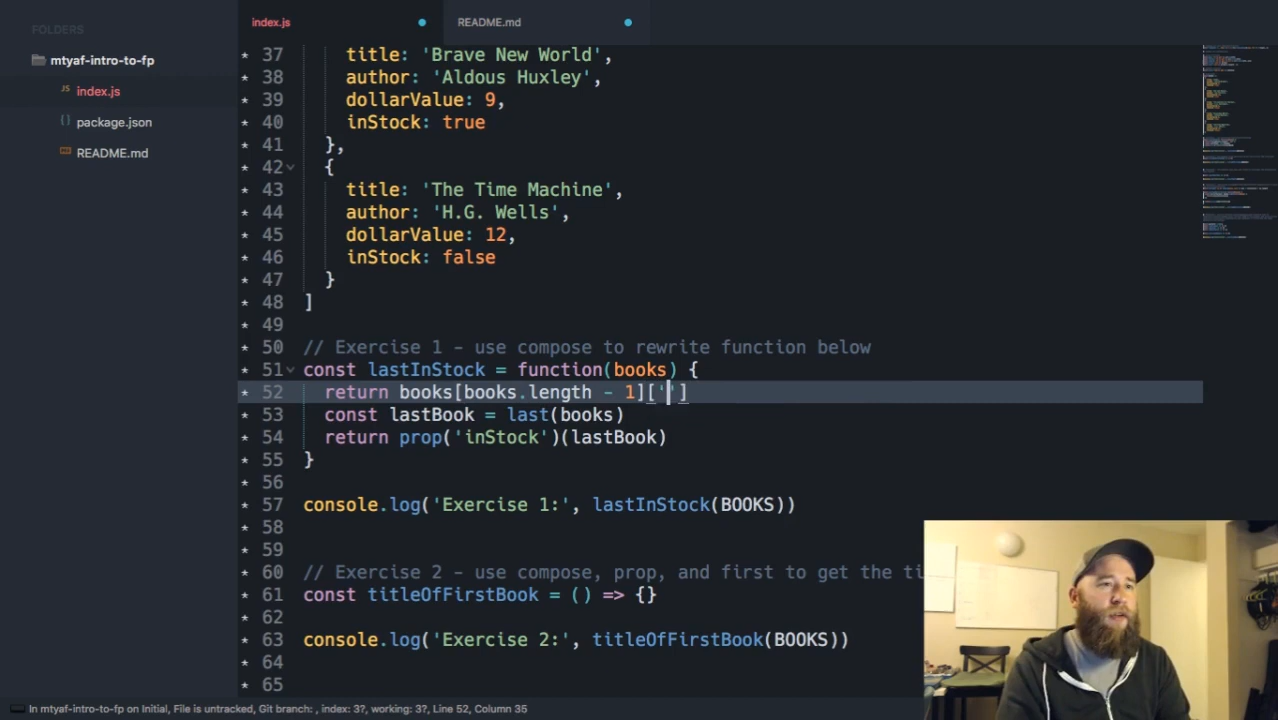 FOLDERS
mtyaf-intro-to-fp
JS index.js
{} package.json
README.md
index.js
README.md
* 37 title: 'Brave New World',
* 38 author: 'Aldous Huxley',
* 39 dollarValue: 9,
* 40 inStock: true
* 41 },
* 42 {
* 43 title: 'The Time Machine',
* 44 author: 'H.G. Wells',
* 45 dollarValue: 12,
* 46 inStock: false
* 47 }
* 48 ]
* 49
* 50 // Exercise 1 - use compose to rewrite function below
* 51 const lastInStock = function(books) {
* 52 return books[books.length - 1]['']
* 53 const lastBook = last(books)
* 54 return prop('inStock')(lastBook)
* 55 }
* 56
* 57 console.log('Exercise 1:', lastInStock(BOOKS))
* 58
* 59
* 60 // Exercise 2 - use compose, prop, and first to get the ti
* 61 const titleOfFirstBook = () => {}
* 62
* 63 console.log('Exercise 2:', titleOfFirstBook(BOOKS))
* 64
* 65
In mtyaf-intro-to-fp on Initial, File is untracked, Git branch: , index: 3?, working: 3?, Line 52, Column 35